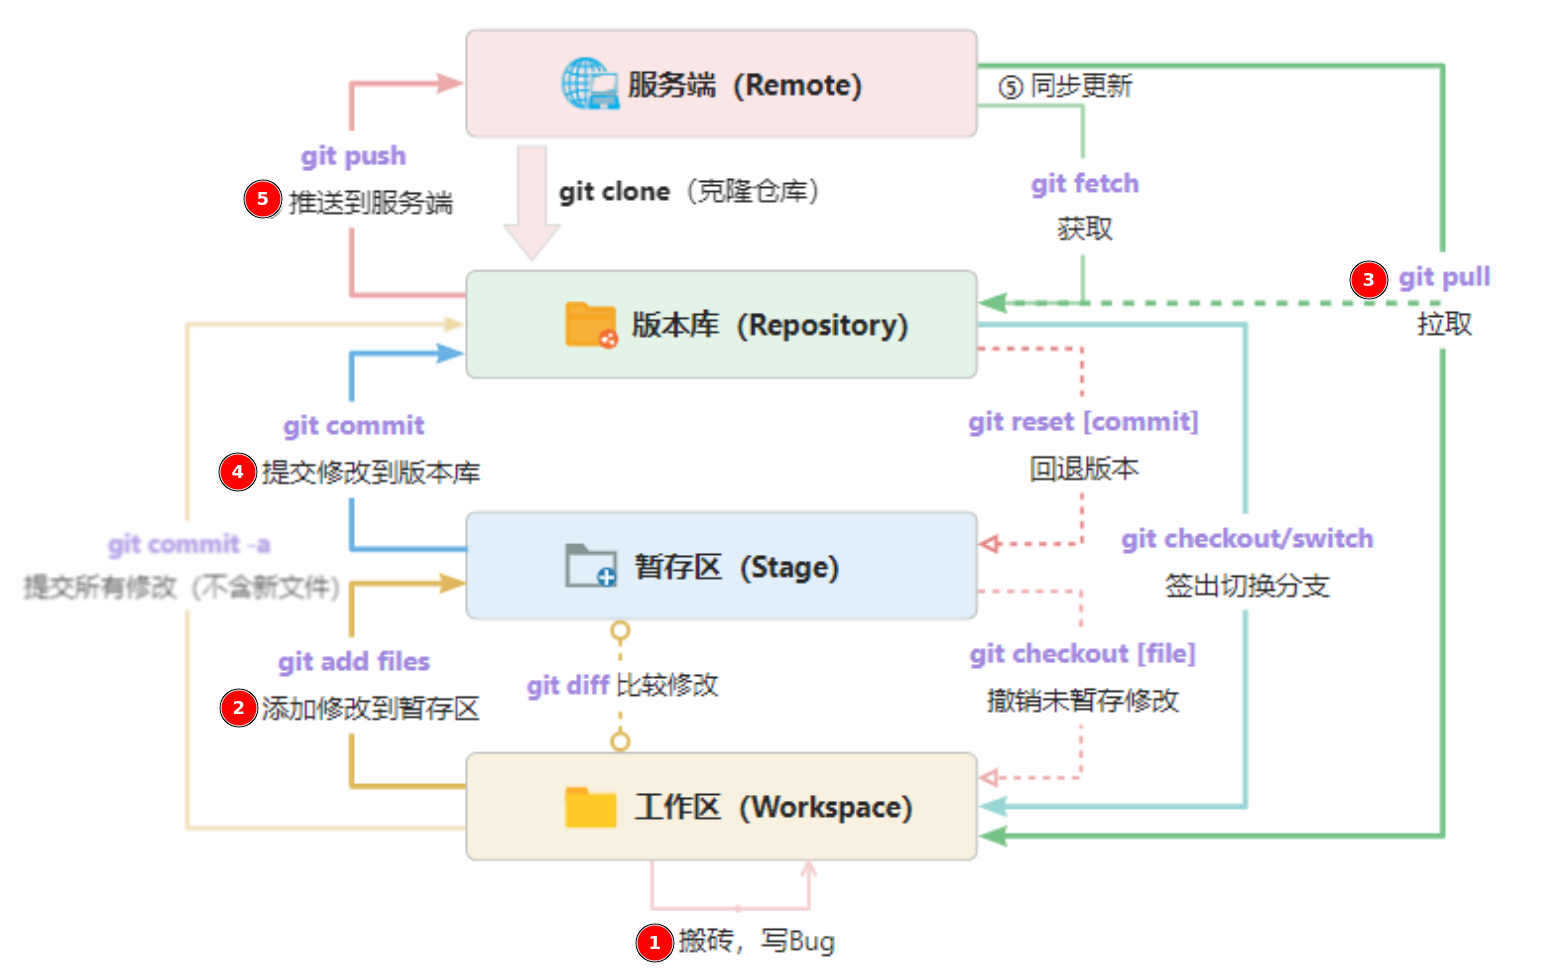 服务端（Remote）
⑤ 同步更新
git push
5 推送到服务端
git clone（克隆仓库）
git fetch
获取
3 git pull
拉取
版本库（Repository）
git commit
4 提交修改到版本库
git reset [commit]
回退版本
git commit -a
提交所有修改（不含新文件）
暂存区（Stage）
git checkout/switch
签出切换分支
git add files
2 添加修改到暂存区
git diff 比较修改
git checkout [file]
撤销未暂存修改
工作区（Workspace）
1 搬砖，写Bug